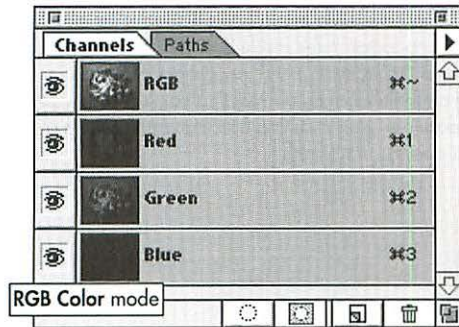 Channels Paths
RGB ⌘~
Red ⌘1
Green ⌘2
Blue ⌘3
RGB Color mode